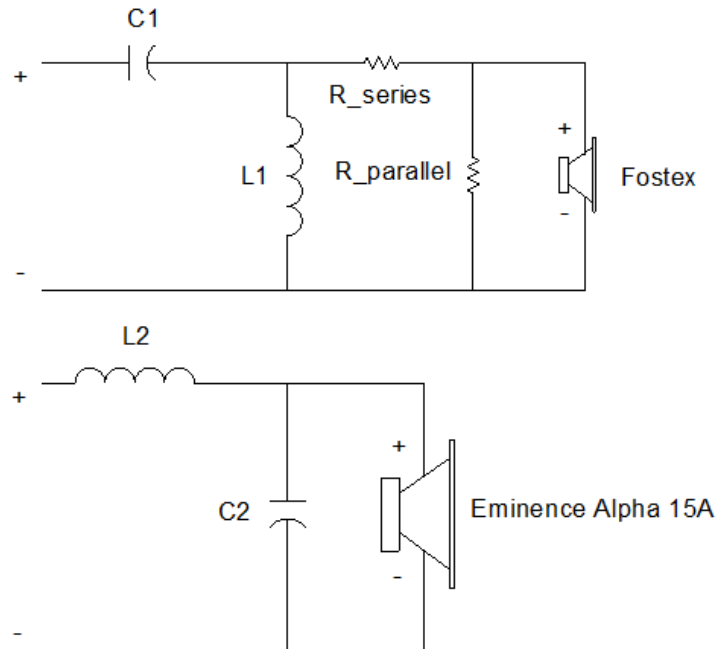 C1
+
R_series
L1
R_parallel
+
Fostex
-
-
L2
+
+
C2
Eminence Alpha 15A
-
-